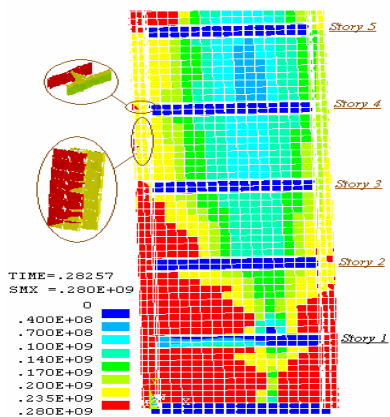 Story 5
Story 4
Story 3
Story 2
Story 1
TIME=.28257
SMX =.280E+09
0
.400E+08
.700E+08
.100E+09
.140E+09
.170E+09
.200E+09
.235E+09
.280E+09
X